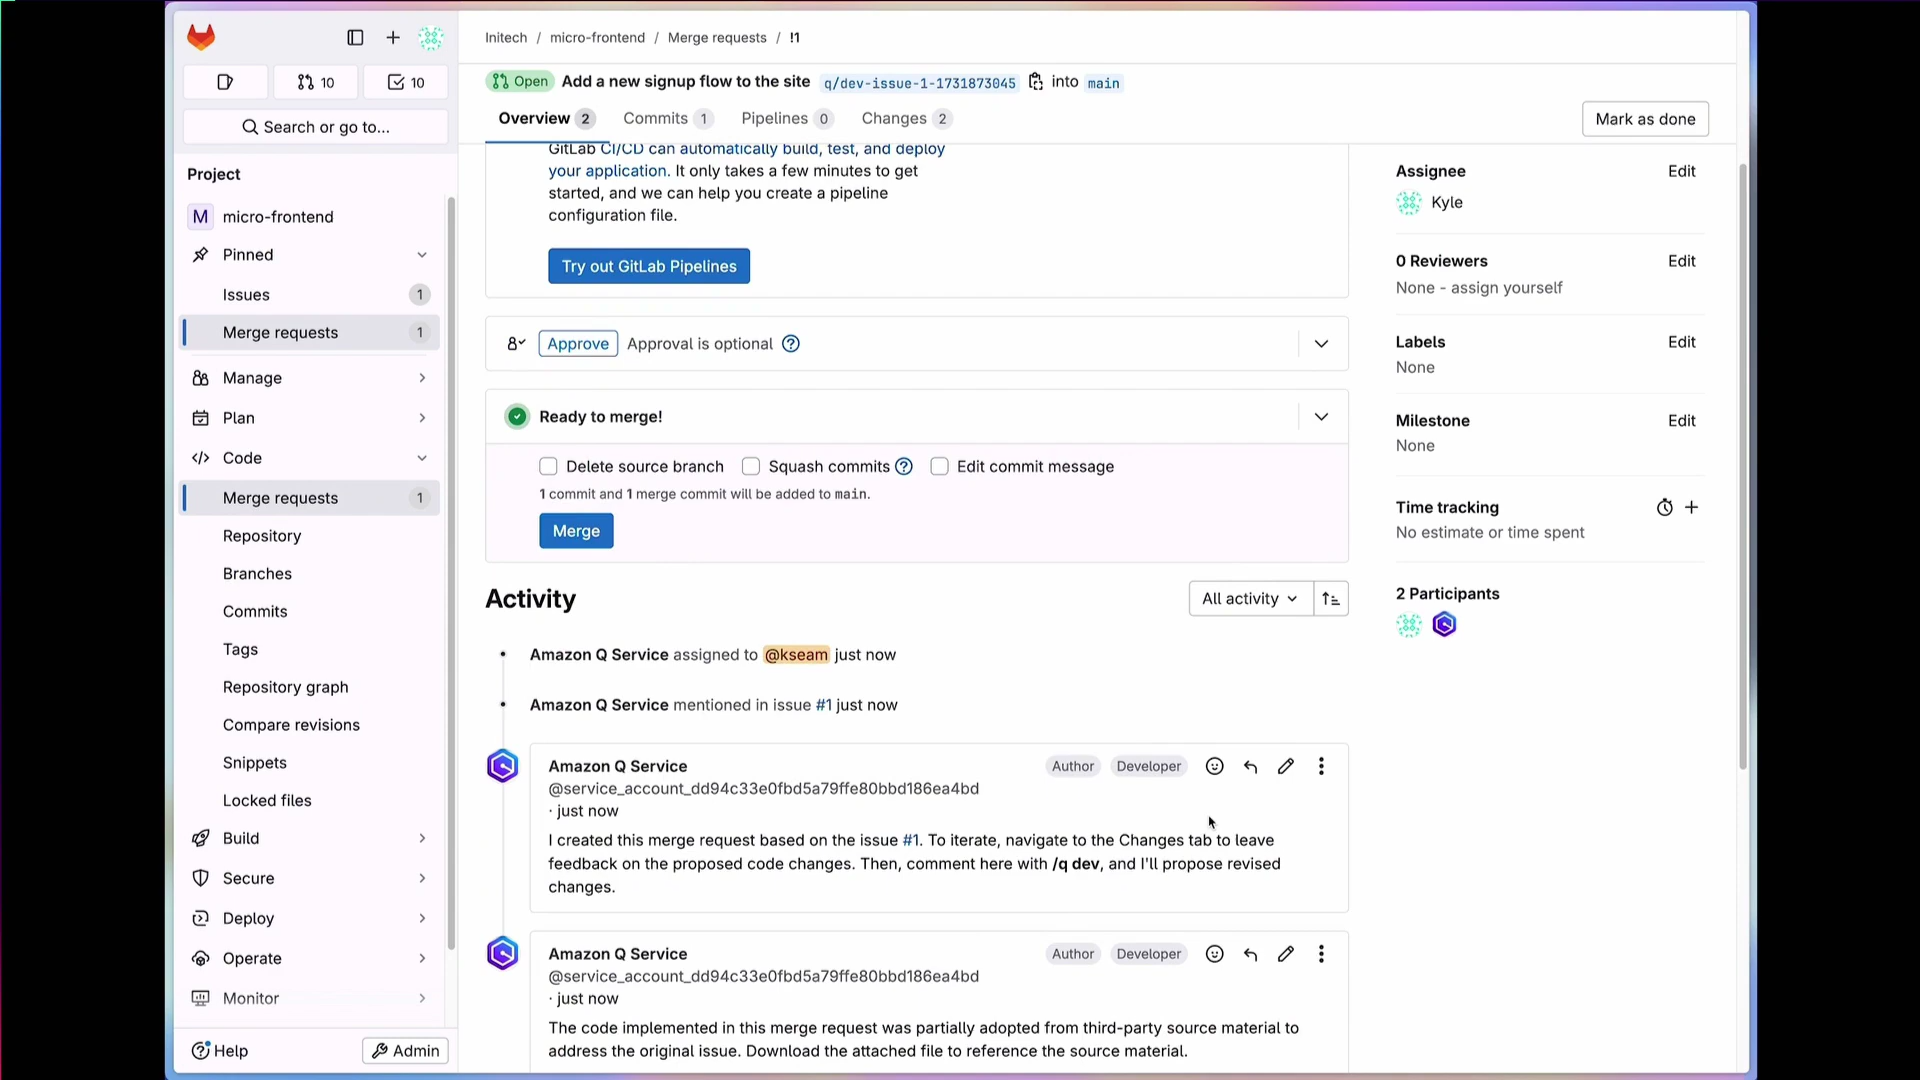 10
10
Search or go to...
Project
M micro-frontend
Pinned
Issues 1
Merge requests 1
Manage
Plan
Code
Merge requests 1
Repository
Branches
Commits
Tags
Repository graph
Compare revisions
Snippets
Locked files
Build
Secure
Deploy
Operate
Monitor
Help
Admin
Initech / micro-frontend / Merge requests / !1
Open Add a new signup flow to the site q/dev-issue-1-1731873045 into main
Overview 2 Commits 1 Pipelines 0 Changes 2
Mark as done
GitLab CI/CD can automatically build, test, and deploy
your application. It only takes a few minutes to get
started, and we can help you create a pipeline
configuration file.
Try out GitLab Pipelines
Approve Approval is optional
Ready to merge!
Delete source branch Squash commits Edit commit message
1 commit and 1 merge commit will be added to main.
Merge
Activity
All activity
Amazon Q Service assigned to @kseam just now
Amazon Q Service mentioned in issue #1 just now
Amazon Q Service Author Developer
@service_account_dd94c33e0fbd5a79ffe80bbd186ea4bd
· just now
I created this merge request based on the issue #1. To iterate, navigate to the Changes tab to leave
feedback on the proposed code changes. Then, comment here with /q dev, and I'll propose revised
changes.
Amazon Q Service Author Developer
@service_account_dd94c33e0fbd5a79ffe80bbd186ea4bd
· just now
The code implemented in this merge request was partially adopted from third-party source material to
address the original issue. Download the attached file to reference the source material.
Assignee Edit
Kyle
0 Reviewers Edit
None - assign yourself
Labels Edit
None
Milestone Edit
None
Time tracking
No estimate or time spent
2 Participants